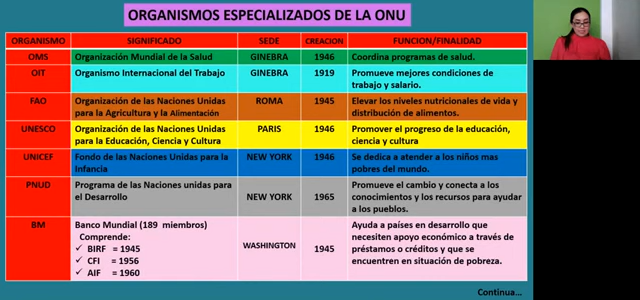 ORGANISMOS ESPECIALIZADOS DE LA ONU
ORGANISMO SIGNIFICADO SEDE CREACION FUNCION/FINALIDAD
OMS Organización Mundial de la Salud GINEBRA 1946 Coordina programas de salud.
OIT Organismo Internacional del Trabajo GINEBRA 1919 Promueve mejores condiciones de
trabajo y salario.
FAO Organización de las Naciones Unidas ROMA 1945 Elevar los niveles nutricionales de vida y
para la Agricultura y la Alimentación distribución de alimentos.
UNESCO Organización de las Naciones Unidas PARIS 1946 Promover el progreso de la educación,
para la Educación, Ciencia y Cultura ciencia y cultura
UNICEF Fondo de las Naciones Unidas para la NEW YORK 1946 Se dedica a atender a los niños mas
Infancia pobres del mundo.
PNUD Programa de las Naciones unidas para NEW YORK 1965 Promueve el cambio y conecta a los
el Desarrollo conocimientos y los recursos para ayudar
a los pueblos.
BM Banco Mundial (189 miembros) WASHINGTON 1945 Ayuda a países en desarrollo que
Comprende: necesiten apoyo económico a través de
✓ BIRF = 1945 préstamos o créditos y que se
✓ CFI = 1956 encuentren en situación de pobreza.
✓ AIF = 1960
Continua...